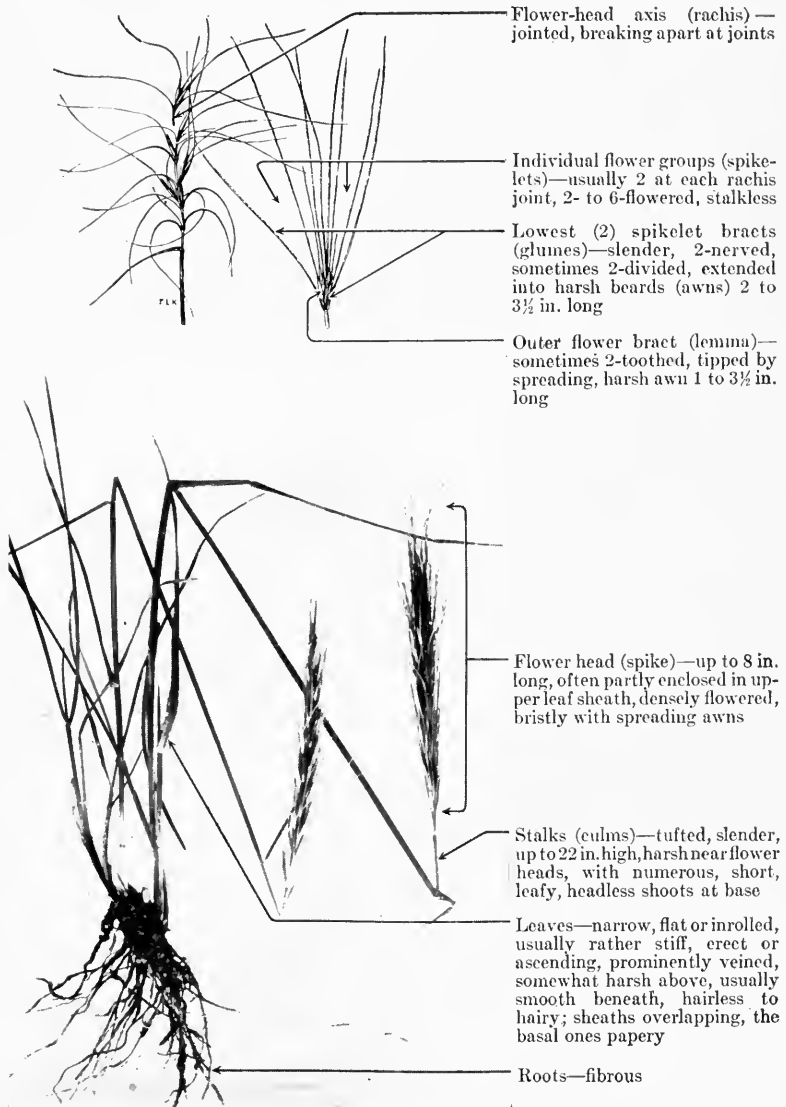 Flower-head axis (rachis)—
jointed, breaking apart at joints
Individual flower groups (spike-
lets)—usually 2 at each rachis
joint, 2- to 6-flowered, stalkless
Lowest (2) spikelet bracts
(glumes)—slender, 2-nerved,
sometimes 2-divided, extended
into harsh beards (awns) 2 to
3½ in. long
TLK
Outer flower bract (lemma)—
sometimes 2-toothed, tipped by
spreading, harsh awn 1 to 3½ in.
long
Flower head (spike)—up to 8 in.
long, often partly enclosed in up-
per leaf sheath, densely flowered,
bristly with spreading awns
Stalks (culms)—tufted, slender,
up to 22 in. high, harsh near flower
heads, with numerous, short,
leafy, headless shoots at base
Leaves—narrow, flat or inrolled,
usually rather stiff, erect or
ascending, prominently veined,
somewhat harsh above, usually
smooth beneath, hairless to
hairy; sheaths overlapping, the
basal ones papery
Roots—fibrous